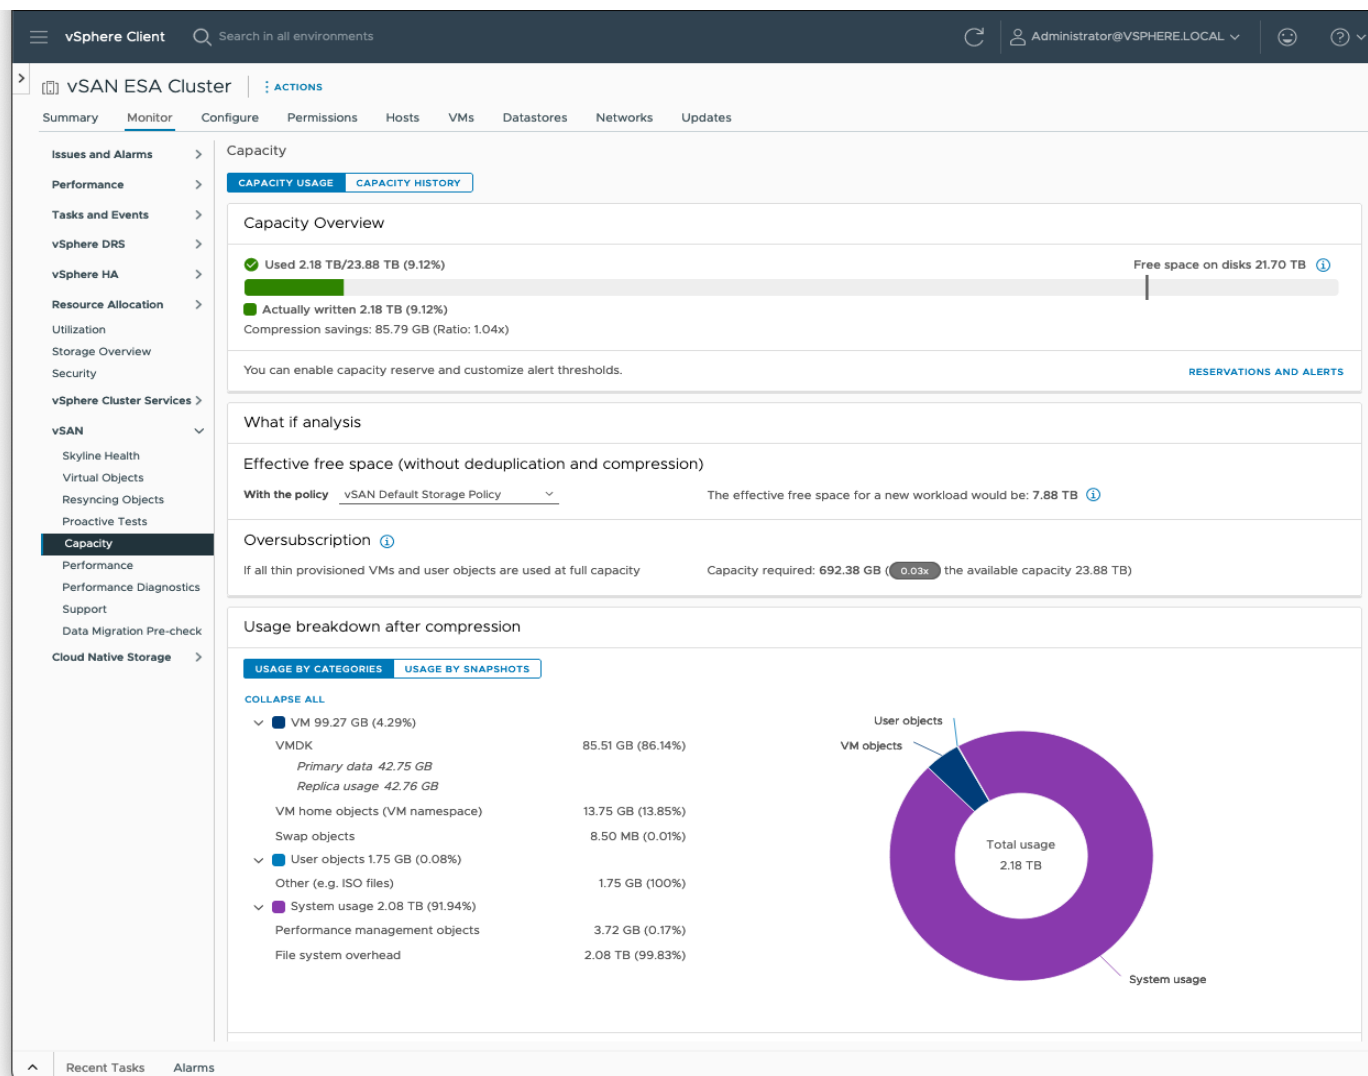 vSphere Client
Search in all environments
Administrator@VSPHERE.LOCAL
vSAN ESA Cluster
ACTIONS
Summary Monitor Configure Permissions Hosts VMs Datastores Networks Updates
Issues and Alarms
Performance
Tasks and Events
vSphere DRS
vSphere HA
Resource Allocation
Utilization
Storage Overview
Security
vSphere Cluster Services
vSAN
Skyline Health
Virtual Objects
Resyncing Objects
Proactive Tests
Capacity
Performance
Performance Diagnostics
Support
Data Migration Pre-check
Cloud Native Storage
Capacity
CAPACITY USAGE CAPACITY HISTORY
Capacity Overview
Used 2.18 TB/23.88 TB (9.12%) Free space on disks 21.70 TB
Actually written 2.18 TB (9.12%)
Compression savings: 85.79 GB (Ratio: 1.04x)
You can enable capacity reserve and customize alert thresholds. RESERVATIONS AND ALERTS
What if analysis
Effective free space (without deduplication and compression)
With the policy vSAN Default Storage Policy The effective free space for a new workload would be: 7.88 TB
Oversubscription
If all thin provisioned VMs and user objects are used at full capacity Capacity required: 692.38 GB ( 0.03x the available capacity 23.88 TB)
Usage breakdown after compression
USAGE BY CATEGORIES USAGE BY SNAPSHOTS
COLLAPSE ALL
VM 99.27 GB (4.29%)
VMDK 85.51 GB (86.14%)
Primary data 42.75 GB
Replica usage 42.76 GB
VM home objects (VM namespace) 13.75 GB (13.85%)
Swap objects 8.50 MB (0.01%)
User objects 1.75 GB (0.08%)
Other (e.g. ISO files) 1.75 GB (100%)
System usage 2.08 TB (91.94%)
Performance management objects 3.72 GB (0.17%)
File system overhead 2.08 TB (99.83%)
User objects
VM objects
Total usage
2.18 TB
System usage
Recent Tasks Alarms